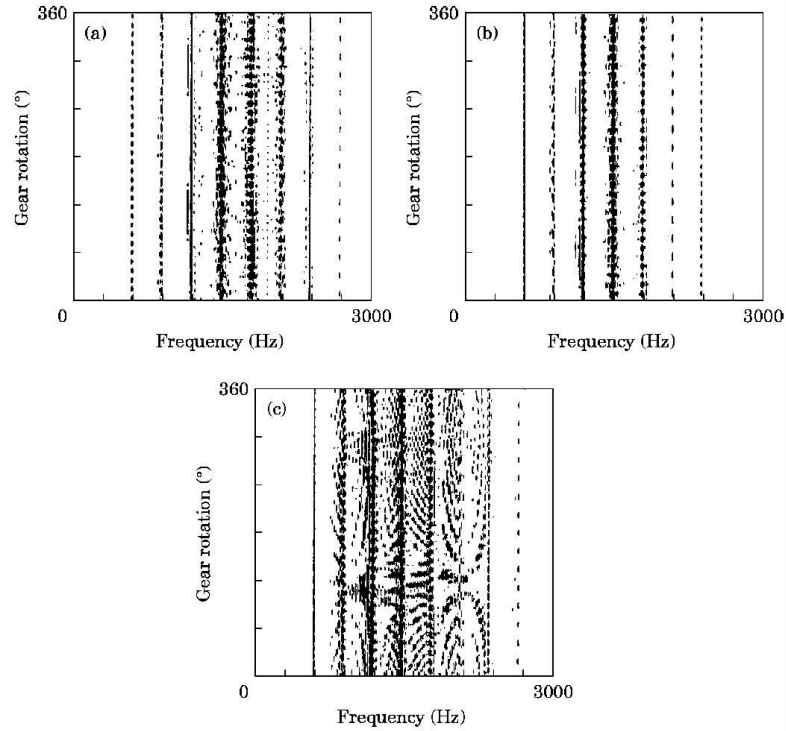 360
(a)
Gear rotation (°)
0
3000
Frequency (Hz)
360
(b)
Gear rotation (°)
0
3000
Frequency (Hz)
360
(c)
Gear rotation (°)
0
3000
Frequency (Hz)